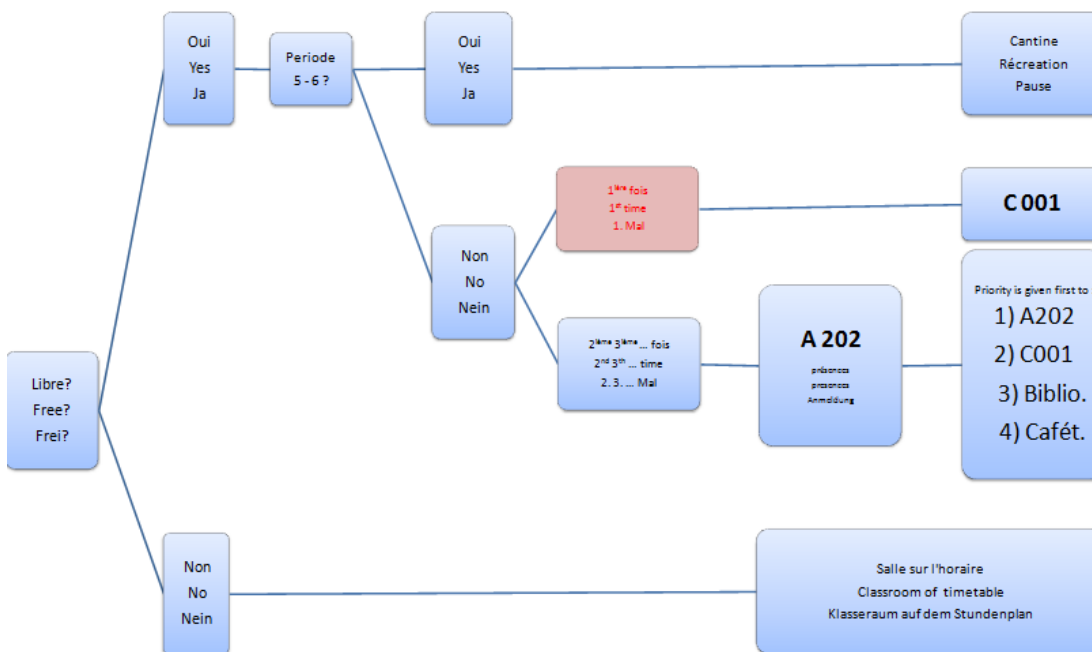 Libre?
Free?
Frei?
Oui
Yes
Ja
Periode
5 - 6 ?
Oui
Yes
Ja
Cantine
Récreation
Pause
Non
No
Nein
1ière fois
1st time
1. Mal
C 001
2ième 3ième ... fois
2nd 3th ... time
2. 3. ... Mal
A 202
présences
presences
Anmeldung
Priority is given first to
1) A202
2) C001
3) Biblio.
4) Cafét.
Non
No
Nein
Salle sur l'horaire
Classroom of timetable
Klasseraum auf dem Stundenplan